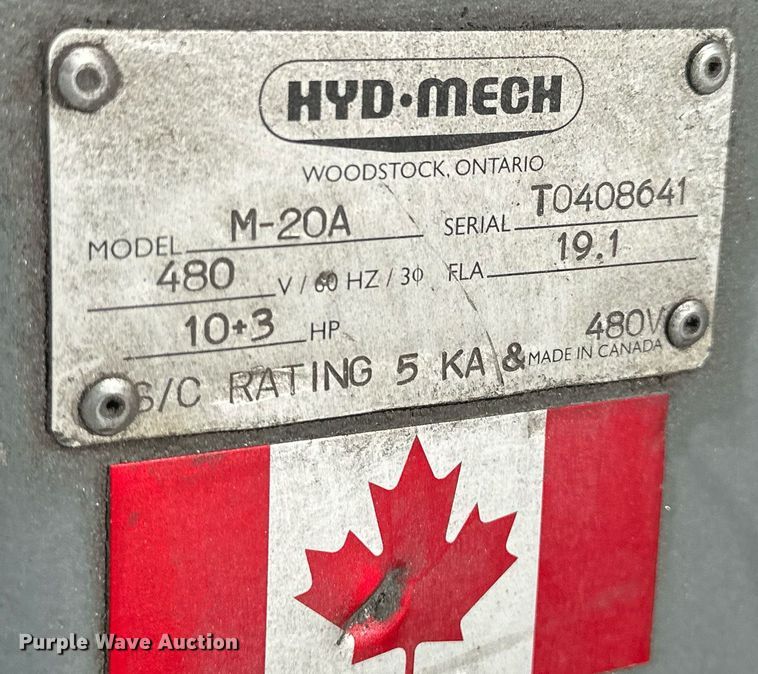 HYD·MECH
WOODSTOCK, ONTARIO
MODEL M-20A SERIAL T0408641
480 V / 60 HZ / 3Φ FLA 19.1
10+3 HP
S/C RATING 5 KA & 480V
MADE IN CANADA
Purple Wave Auction